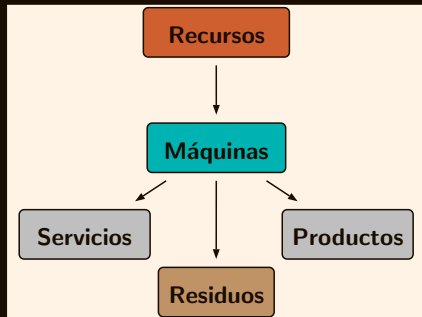 Recursos
Máquinas
Servicios
Productos
Residuos